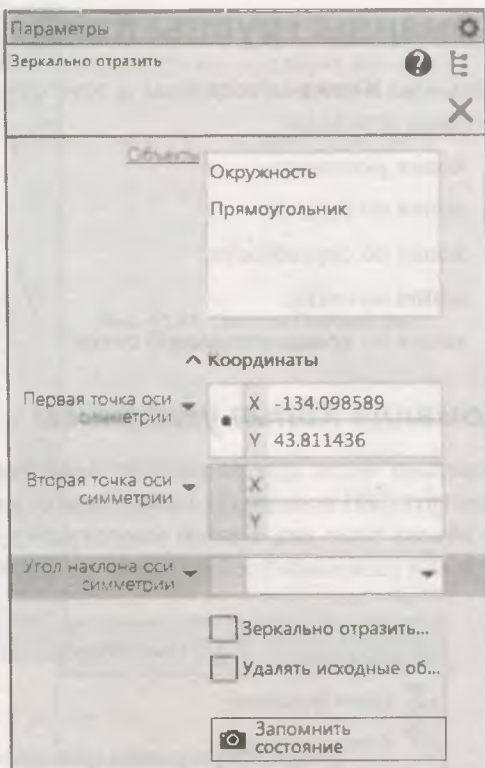 Параметры
Зеркально отразить
Объекты
Окружность
Прямоугольник
Координаты
Первая точка оси симметрии
X -134.098589
Y 43.811436
Вторая точка оси симметрии
X
Y
Угол наклона оси симметрии
Зеркально отразить...
Удалять исходные об...
Запомнить состояние